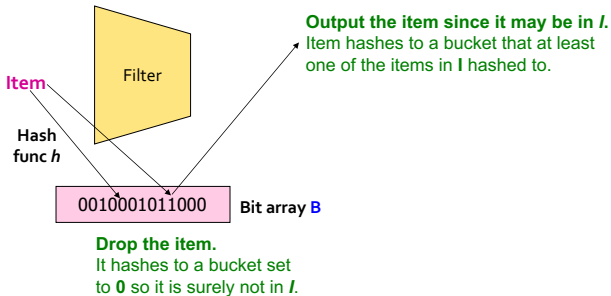 Output the item since it may be in I.
Item hashes to a bucket that at least
one of the items in I hashed to.
Filter
Item
Hash
func h
0010001011000
Bit array B
Drop the item.
It hashes to a bucket set
to 0 so it is surely not in I.